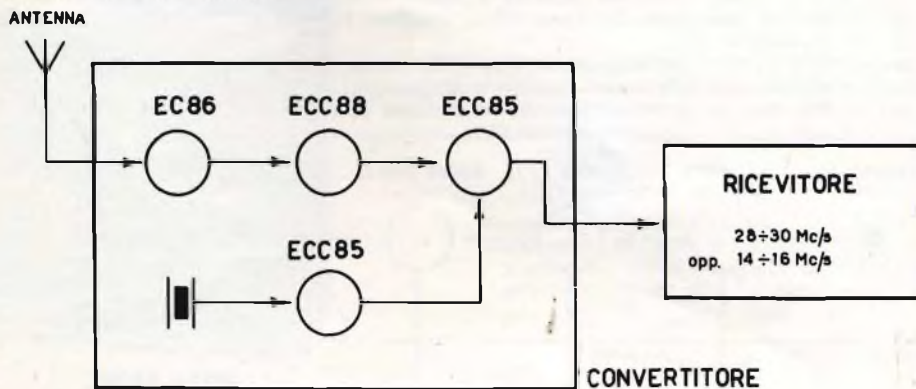 ANTENNA
EC86
ECC88
ECC85
ECC85
RICEVITORE
28÷30 Mc/s
opp. 14÷16 Mc/s
CONVERTITORE